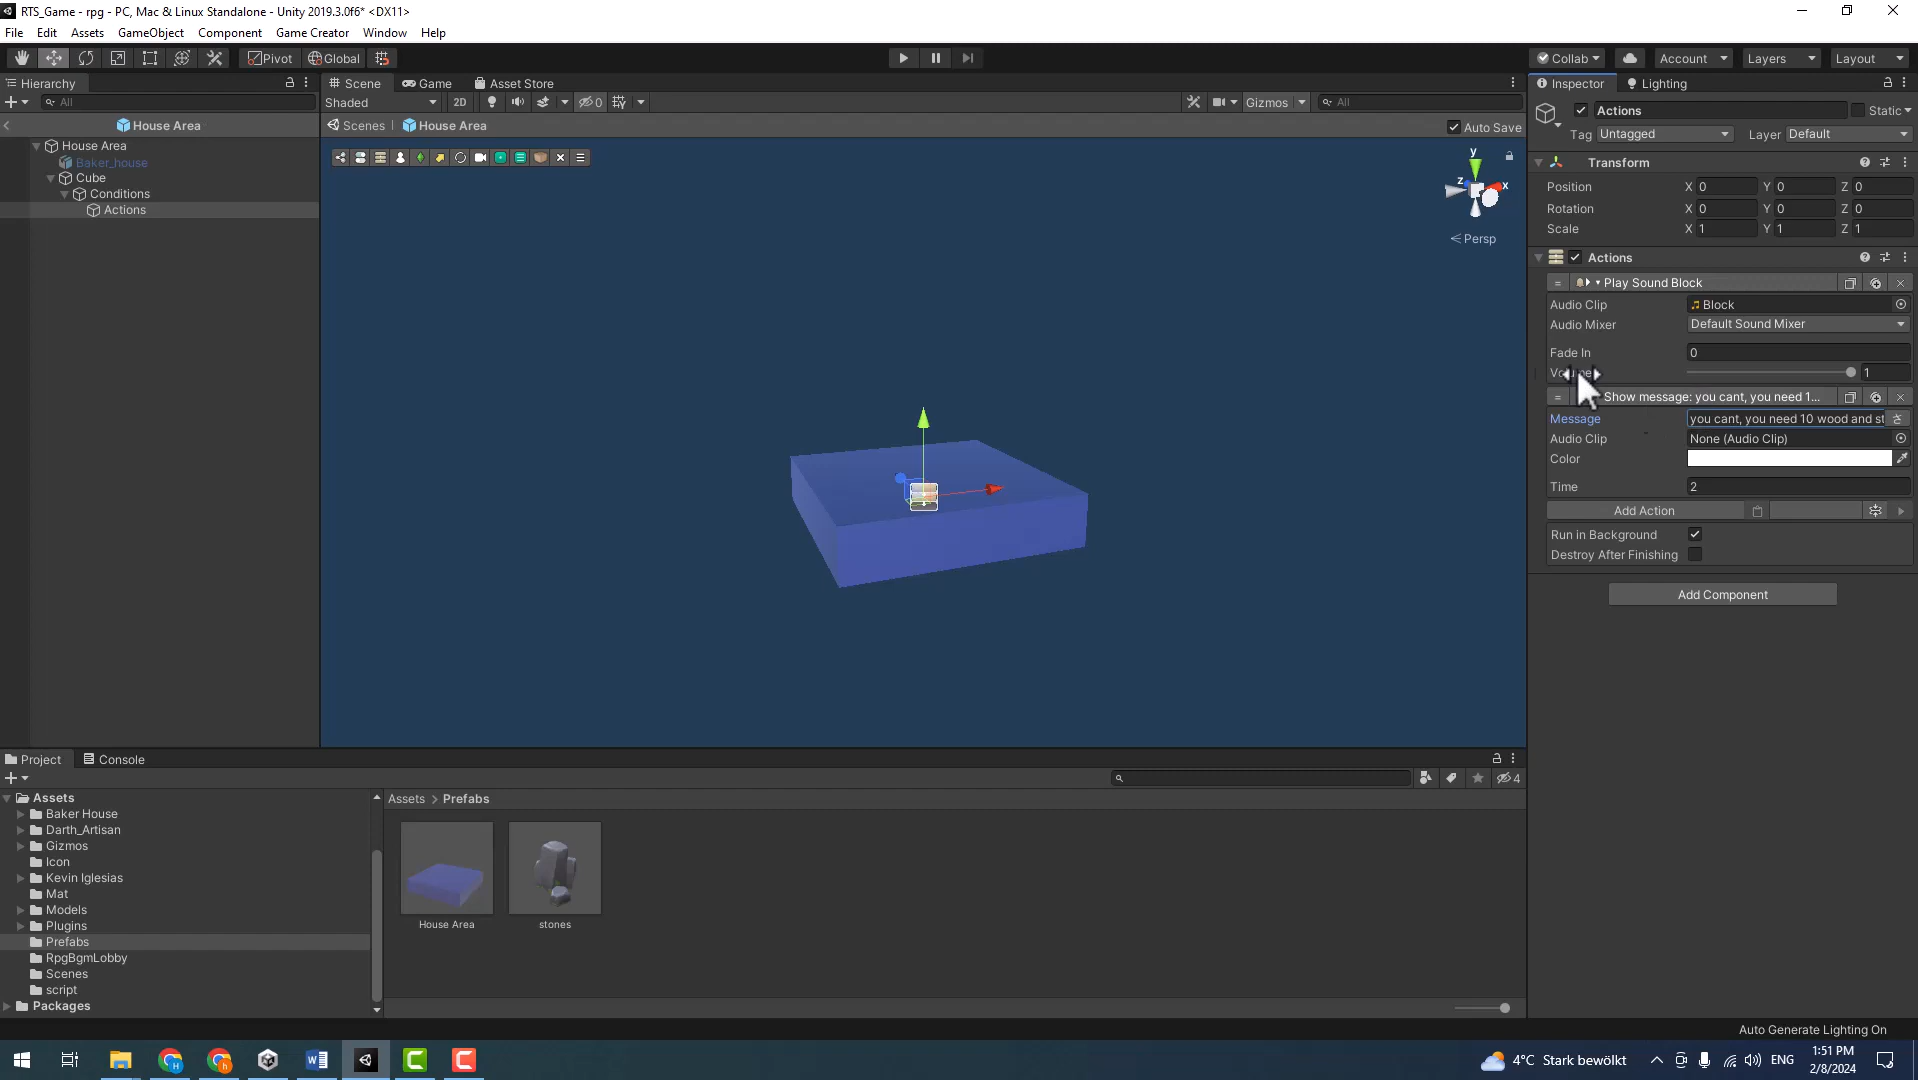 RTS_Game - rpg - PC, Mac & Linux Standalone - Unity 2019.3.0f6* <DX11>
File Edit Assets GameObject Component Game Creator Window Help
Pivot Global Collab Account Layers Layout
Hierarchy
All
House Area
House Area
Baker_house
Cube
Conditions
Actions
Scene Game Asset Store
Shaded 2D 0 Gizmos All
Scenes House Area Auto Save
y
z x
Persp
Inspector Lighting
Actions Static
Tag Untagged Layer Default
Transform
Position X 0 Y 0 Z 0
Rotation X 0 Y 0 Z 0
Scale X 1 Y 1 Z 1
Actions
Play Sound Block
Audio Clip Block
Audio Mixer Default Sound Mixer
Fade In 0
1
Show message: you cant, you need 1...
Message you cant, you need 10 wood and st
Audio Clip None (Audio Clip)
Color
Time 2
Add Action
Run in Background
Destroy After Finishing
Add Component
Project Console
4
Assets
Baker House
Darth_Artisan
Gizmos
Icon
Kevin Iglesias
Mat
Models
Plugins
Prefabs
RpgBgmLobby
Scenes
script
Packages
Assets > Prefabs
House Area stones
Auto Generate Lighting On
4°C Stark bewölkt ENG
1:51 PM
2/8/2024